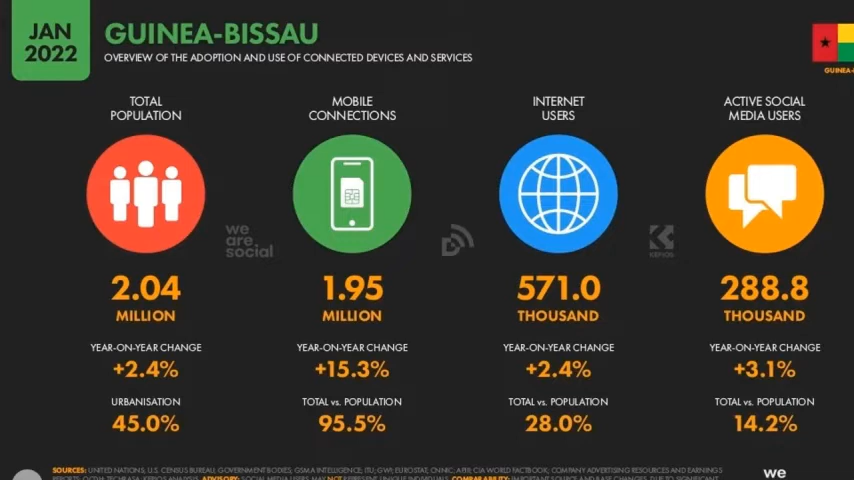 JAN
2022
GUINEA-BISSAU
OVERVIEW OF THE ADOPTION AND USE OF CONNECTED DEVICES AND SERVICES
GUINEA-
TOTAL
POPULATION
MOBILE
CONNECTIONS
INTERNET
USERS
ACTIVE SOCIAL
MEDIA USERS
we
are
social
KEPIOS
2.04
MILLION
1.95
MILLION
571.0
THOUSAND
288.8
THOUSAND
YEAR-ON-YEAR CHANGE
+2.4%
YEAR-ON-YEAR CHANGE
+15.3%
YEAR-ON-YEAR CHANGE
+2.4%
YEAR-ON-YEAR CHANGE
+3.1%
URBANISATION
45.0%
TOTAL vs. POPULATION
95.5%
TOTAL vs. POPULATION
28.0%
TOTAL vs. POPULATION
14.2%
SOURCES: UNITED NATIONS; U.S. CENSUS BUREAU; GOVERNMENT BODIES; GSMA INTELLIGENCE; ITU; GWI; EUROSTAT; CNNIC; APJII; CIA WORLD FACTBOOK; COMPANY ADVERTISING RESOURCES AND EARNINGS
we